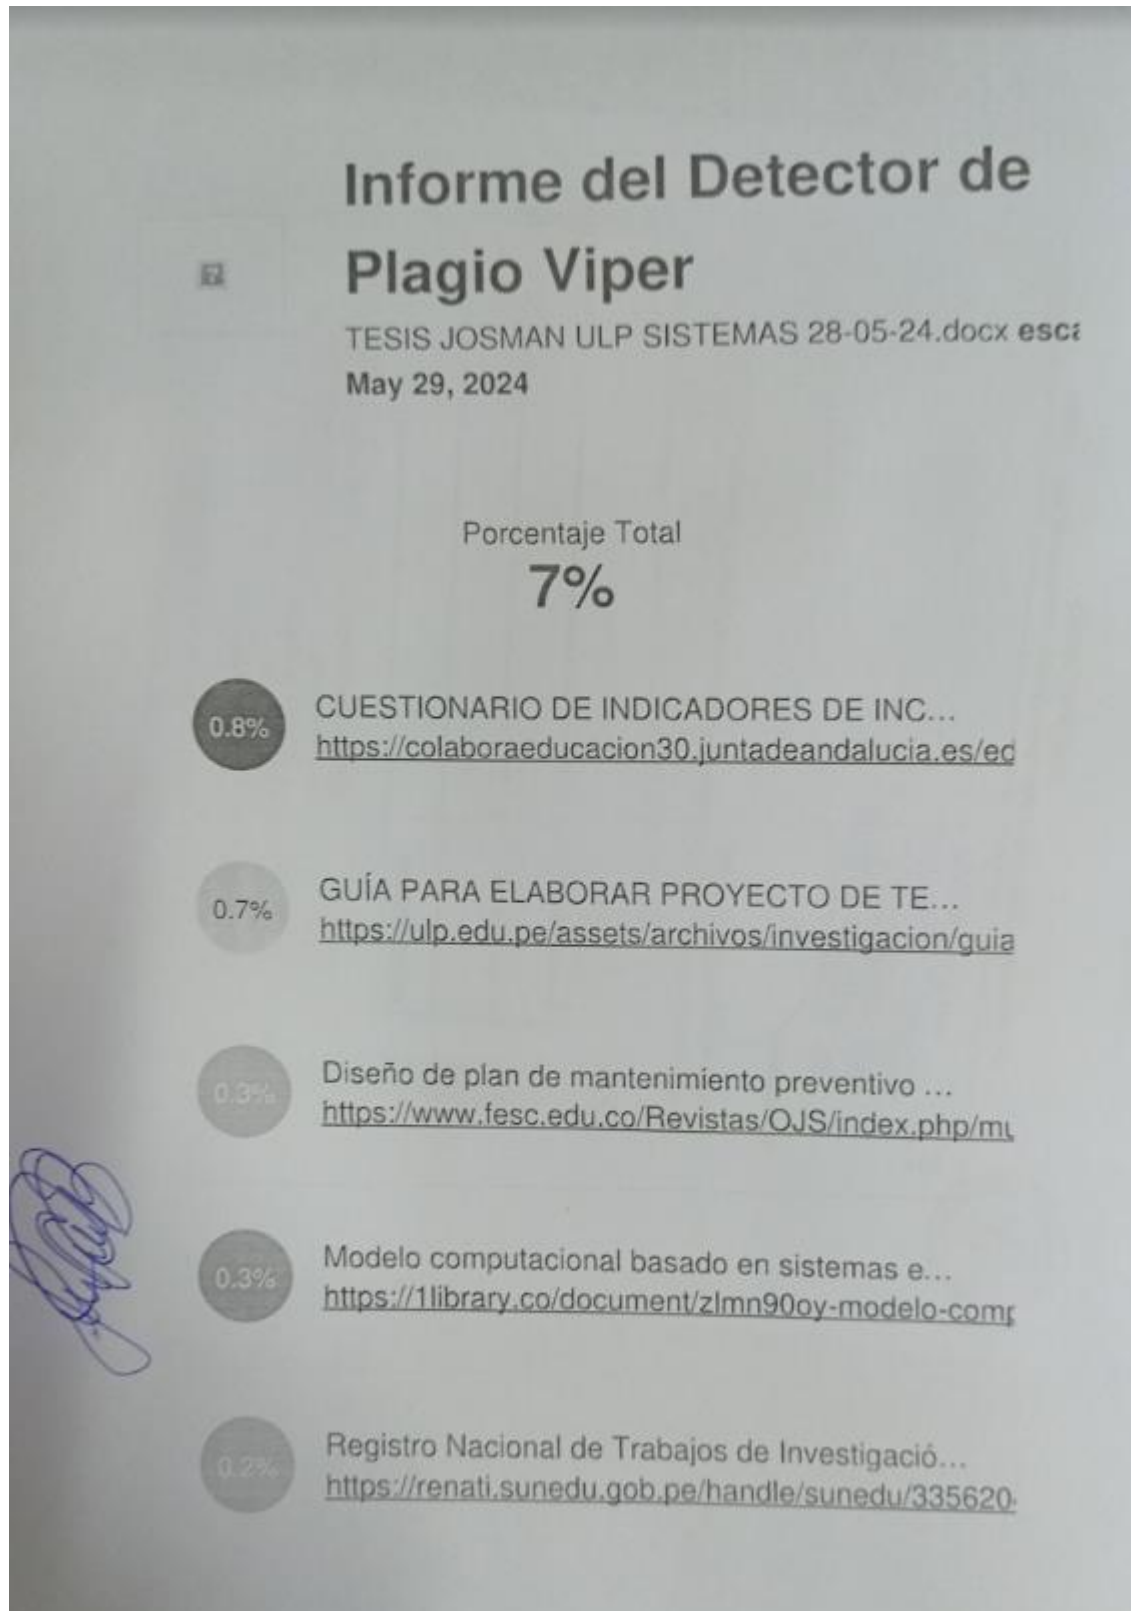 Informe del Detector de
Plagio Viper
TESIS JOSMAN ULP SISTEMAS 28-05-24.docx esca
May 29, 2024
Porcentaje Total
7%
0.8%
CUESTIONARIO DE INDICADORES DE INC...
https://colaboraeducacion30.juntadeandalucia.es/ed
0.7%
GUÍA PARA ELABORAR PROYECTO DE TE...
https://ulp.edu.pe/assets/archivos/investigacion/guia
0.3%
Diseño de plan de mantenimiento preventivo ...
https://www.fesc.edu.co/Revistas/OJS/index.php/mu
0.3%
Modelo computacional basado en sistemas e...
https://1library.co/document/zlmn90oy-modelo-comp
0.2%
Registro Nacional de Trabajos de Investigació...
https://renati.sunedu.gob.pe/handle/sunedu/335620